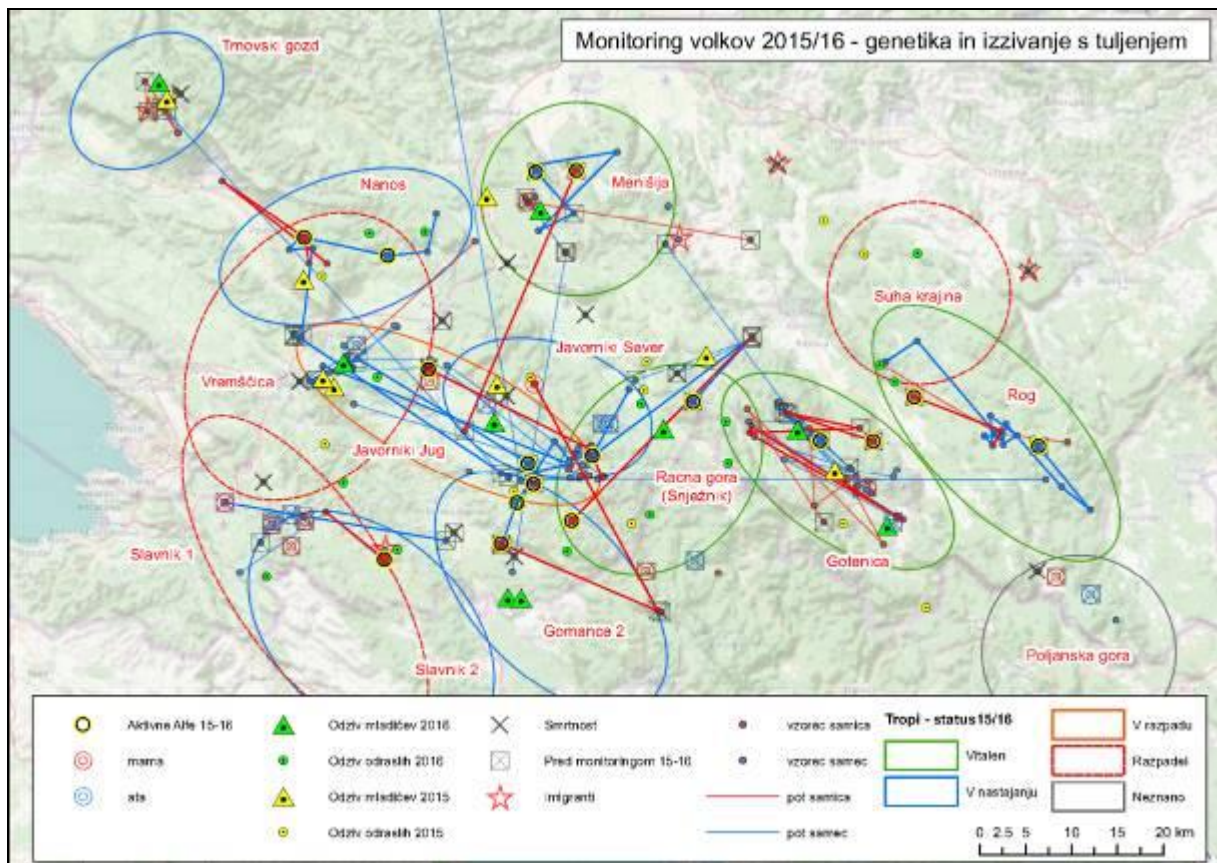 Monitoring volkov 2015/16 - genetika in izzivanje s tuljenjem
Trnovski gozd
Nanos
Menišija
Suha krajina
Vremščica
Javorniki Sever
Rog
Javorniki Jug
Racna gora
(Snježnik)
Slavnik 1
Gotenica
Gomance 2
Slavnik 2
Poljanska gora
Aktivne Alfe 15-16
mama
ata
Odziv mladičev 2016
Odziv odraslih 2016
Odziv mladičev 2015
Odziv odraslih 2015
Smrtnost
Pred monitoringom 15-16
imigranti
vzorec samica
vzorec samec
pot samica
pot samec
Tropi - status15/16
Vitalen
V nastajanju
V razpadu
Razpadel
Neznano
0 2.5 5 10 15 20 km